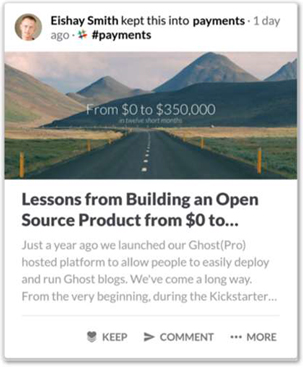 Eishay Smith kept this into payments · 1 day
ago · #payments
From $0 to $350,000
in twelve short months
Lessons from Building an Open
Source Product from $0 to...
Just a year ago we launched our Ghost(Pro)
hosted platform to allow people to easily deploy
and run Ghost blogs. We've come a long way.
From the very beginning, during the Kickstarter...
KEEP COMMENT MORE